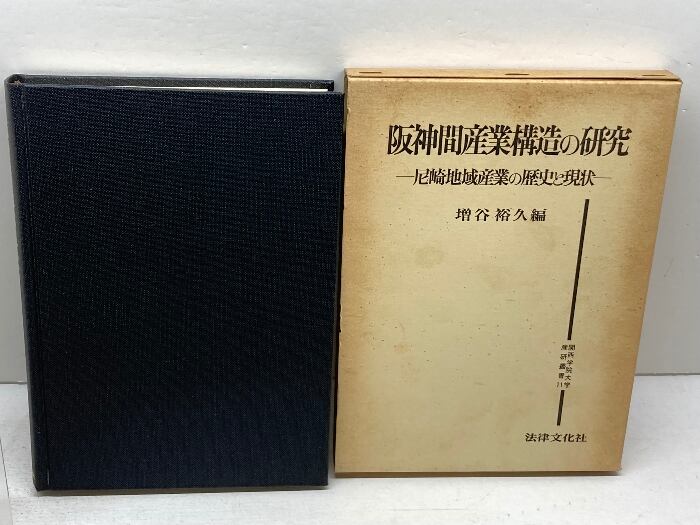 阪神間産業構造の研究
―尼崎地域産業の歴史と現状―
増谷裕久編
関西学院大学
産研叢書11
法律文化社